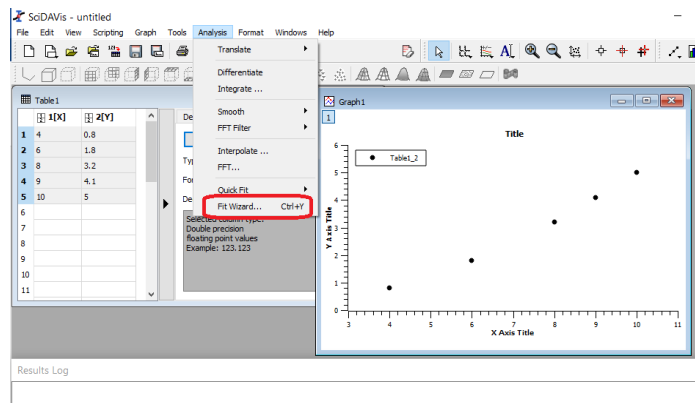 SciDAVis - untitled
File Edit View Scripting Graph Tools Analysis Format Windows Help
Translate
Differentiate
Integrate ...
Smooth
FFT Filter
Interpolate ...
FFT...
Quick Fit
Fit Wizard... Ctrl+Y
Table1
1[X] 2[Y]
1 4 0.8
2 6 1.8
3 8 3.2
4 9 4.1
5 10 5
6
7
8
9
10
11
De
Typ
For
De
Selected column type:
Double precision
floating point values
Example: 123.123
Graph1
1
Title
Table1_2
Y Axis Title
6
5
4
3
2
1
0
3 4 5 6 7 8 9 10 11
X Axis Title
Results Log